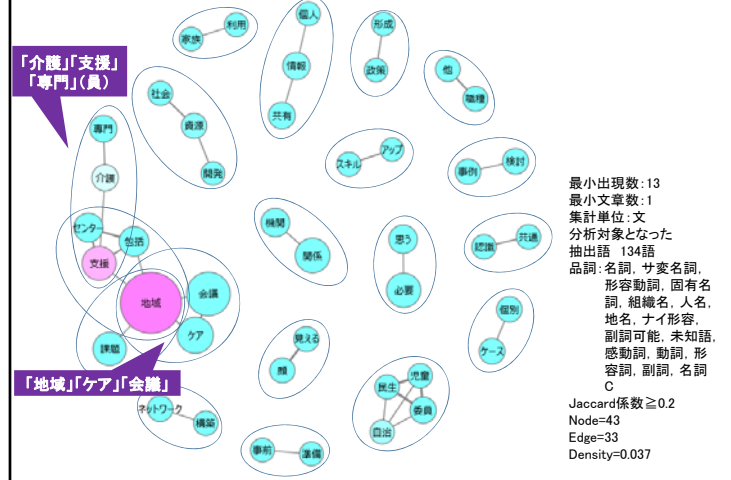 「介護」「支援」
「専門」(員)
家族
利用
個人
情報
共有
形成
政策
他
職種
社会
資源
開発
専門
介護
センター
包括
支援
地域
会議
ケア
課題
スキル
アップ
事例
検討
機関
関係
思う
必要
認識
共通
個別
ケース
見える
顔
民生
児童
委員
自治
ネットワーク
構築
事前
準備
「地域」「ケア」「会議」
最小出現数：13
最小文章数：1
集計単位：文
分析対象となった
抽出語　134語
品詞：名詞，サ変名詞，
形容動詞，固有名
詞，組織名，人名，
地名，ナイ形容，
副詞可能，未知語，
感動詞，動詞，形
容詞，副詞，名詞
C
Jaccard係数≧0.2
Node=43
Edge=33
Density=0.037